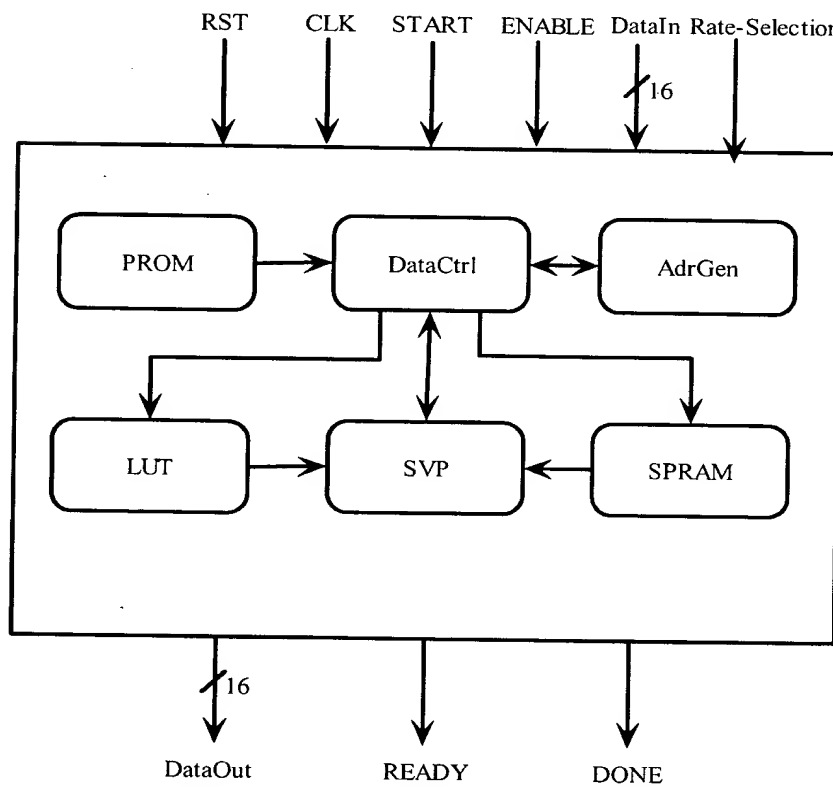 RST CLK START ENABLE DataIn Rate-Selection
16
PROM DataCtrl AdrGen
LUT SVP SPRAM
16
DataOut READY DONE